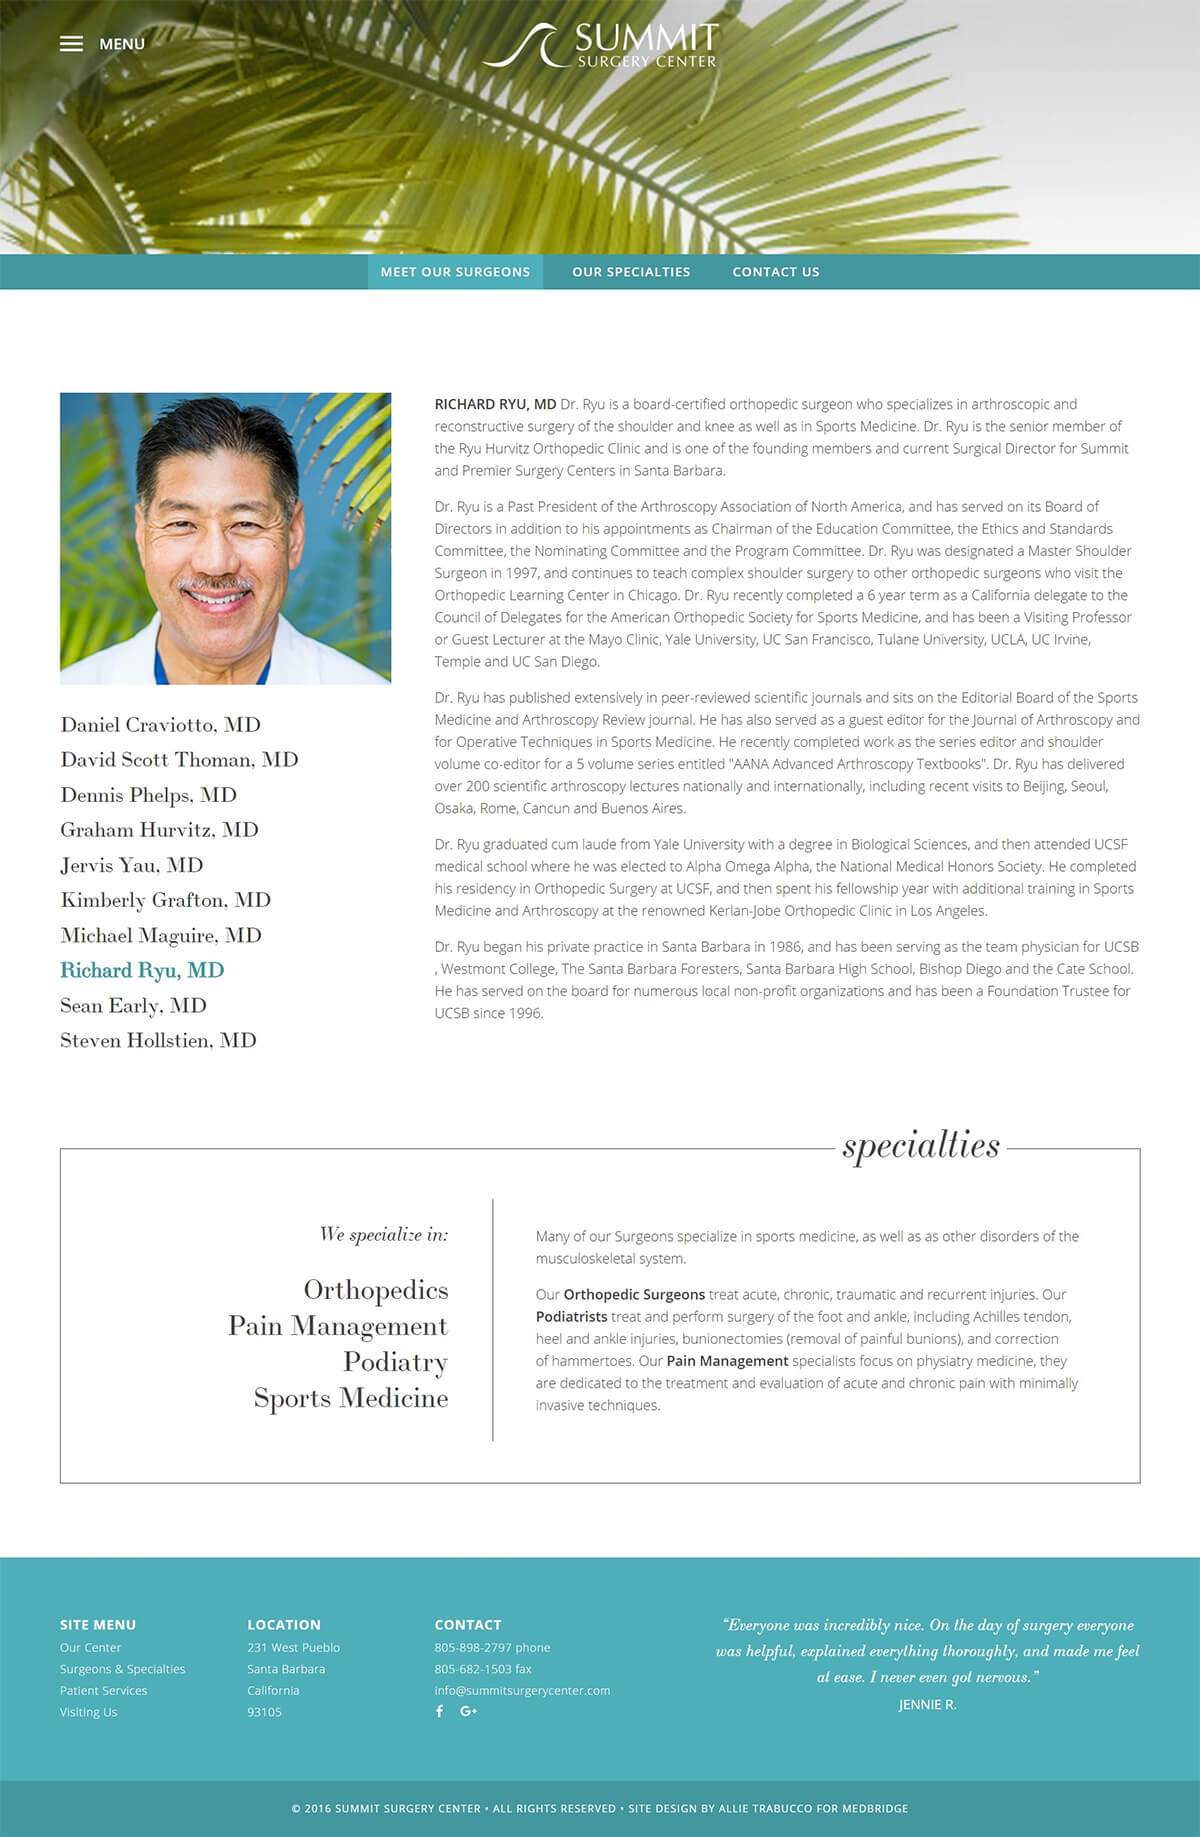 MENU
SUMMIT
SURGERY CENTER
MEET OUR SURGEONS
OUR SPECIALTIES
CONTACT US
RICHARD RYU, MD Dr. Ryu is a board-certified orthopedic surgeon who specializes in arthroscopic and
reconstructive surgery of the shoulder and knee as well as in Sports Medicine. Dr. Ryu is the senior member of
the Ryu Hurvitz Orthopedic Clinic and is one of the founding members and current Surgical Director for Summit
and Premier Surgery Centers in Santa Barbara.
Dr. Ryu is a Past President of the Arthroscopy Association of North America, and has served on its Board of
Directors in addition to his appointments as Chairman of the Education Committee, the Ethics and Standards
Committee, the Nominating Committee and the Program Committee. Dr. Ryu was designated a Master Shoulder
Surgeon in 1997, and continues to teach complex shoulder surgery to other orthopedic surgeons who visit the
Orthopedic Learning Center in Chicago. Dr. Ryu recently completed a 6 year term as a California delegate to the
Council of Delegates for the American Orthopedic Society for Sports Medicine, and has been a Visiting Professor
or Guest Lecturer at the Mayo Clinic, Yale University, UC San Francisco, Tulane University, UCLA, UC Irvine,
Temple and UC San Diego.
Dr. Ryu has published extensively in peer-reviewed scientific journals and sits on the Editorial Board of the Sports
Medicine and Arthroscopy Review journal. He has also served as a guest editor for the Journal of Arthroscopy and
for Operative Techniques in Sports Medicine. He recently completed work as the series editor and shoulder
volume co-editor for a 5 volume series entitled "AANA Advanced Arthroscopy Textbooks". Dr. Ryu has delivered
over 200 scientific arthroscopy lectures nationally and internationally, including recent visits to Beijing, Seoul,
Osaka, Rome, Cancun and Buenos Aires.
Dr. Ryu graduated cum laude from Yale University with a degree in Biological Sciences, and then attended UCSF
medical school where he was elected to Alpha Omega Alpha, the National Medical Honors Society. He completed
his residency in Orthopedic Surgery at UCSF, and then spent his fellowship year with additional training in Sports
Medicine and Arthroscopy at the renowned Kerlan-Jobe Orthopedic Clinic in Los Angeles.
Dr. Ryu began his private practice in Santa Barbara in 1986, and has been serving as the team physician for UCSB
, Westmont College, The Santa Barbara Foresters, Santa Barbara High School, Bishop Diego and the Cate School.
He has served on the board for numerous local non-profit organizations and has been a Foundation Trustee for
UCSB since 1996.
Daniel Craviotto, MD
David Scott Thoman, MD
Dennis Phelps, MD
Graham Hurvitz, MD
Jervis Yau, MD
Kimberly Grafton, MD
Michael Maguire, MD
Richard Ryu, MD
Sean Early, MD
Steven Hollstien, MD
specialties
We specialize in:
Orthopedics
Pain Management
Podiatry
Sports Medicine
Many of our Surgeons specialize in sports medicine, as well as as other disorders of the
musculoskeletal system.
Our Orthopedic Surgeons treat acute, chronic, traumatic and recurrent injuries. Our
Podiatrists treat and perform surgery of the foot and ankle, including Achilles tendon,
heel and ankle injuries, bunionectomies (removal of painful bunions), and correction
of hammertoes. Our Pain Management specialists focus on physiatry medicine, they
are dedicated to the treatment and evaluation of acute and chronic pain with minimally
invasive techniques.
SITE MENU
Our Center
Surgeons & Specialties
Patient Services
Visiting Us
LOCATION
231 West Pueblo
Santa Barbara
California
93105
CONTACT
805-898-2797 phone
805-682-1503 fax
info@summitsurgerycenter.com
“Everyone was incredibly nice. On the day of surgery everyone
was helpful, explained everything thoroughly, and made me feel
at ease. I never even got nervous.”
JENNIE R.
© 2016 SUMMIT SURGERY CENTER • ALL RIGHTS RESERVED • SITE DESIGN BY ALLIE TRABUCCO FOR MEDBRIDGE